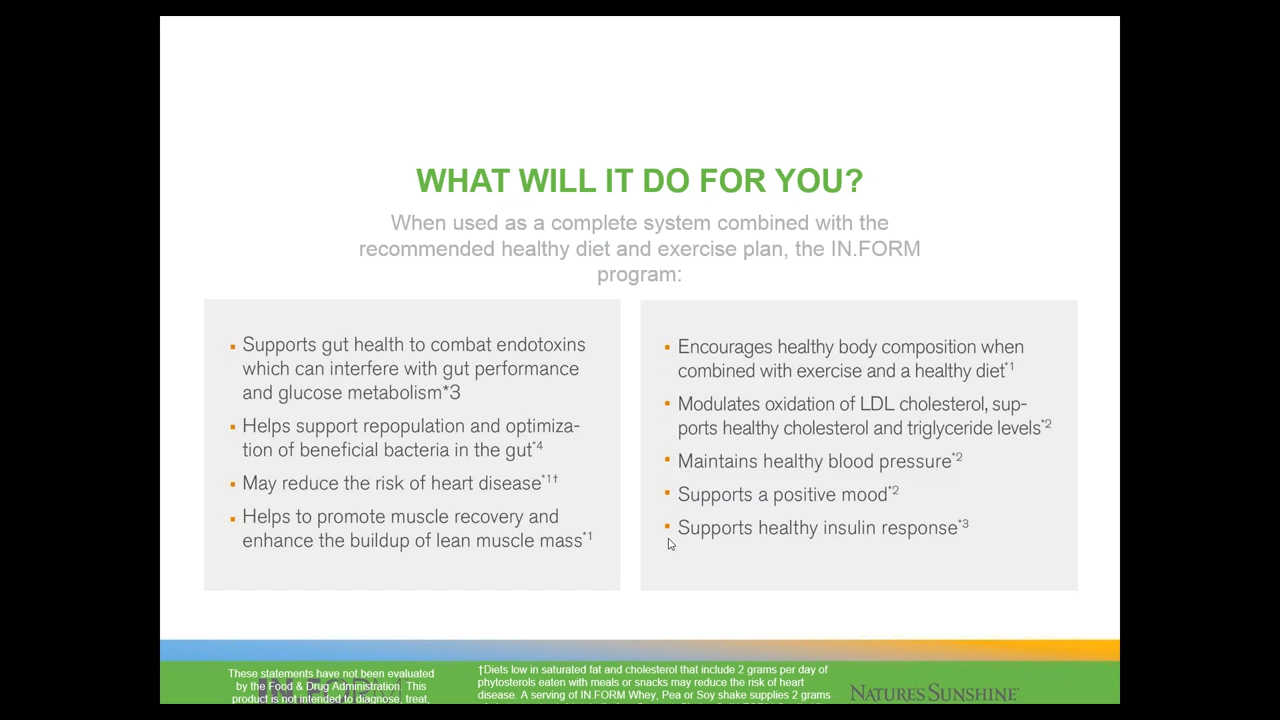 WHAT WILL IT DO FOR YOU?
When used as a complete system combined with the
recommended healthy diet and exercise plan, the IN.FORM
program:
Supports gut health to combat endotoxins
which can interfere with gut performance
and glucose metabolism*3
Helps support repopulation and optimiza-
tion of beneficial bacteria in the gut*4
May reduce the risk of heart disease*1†
Helps to promote muscle recovery and
enhance the buildup of lean muscle mass*1
Encourages healthy body composition when
combined with exercise and a healthy diet*1
Modulates oxidation of LDL cholesterol, sup-
ports healthy cholesterol and triglyceride levels*2
Maintains healthy blood pressure*2
Supports a positive mood*2
Supports healthy insulin response*3
These statements have not been evaluated
by the Food & Drug Administration. This
product is not intended to diagnose, treat,
†Diets low in saturated fat and cholesterol that include 2 grams per day of
phytosterols eaten with meals or snacks may reduce the risk of heart
disease. A serving of IN.FORM Whey, Pea or Soy shake supplies 2 grams
NATURE'S SUNSHINE